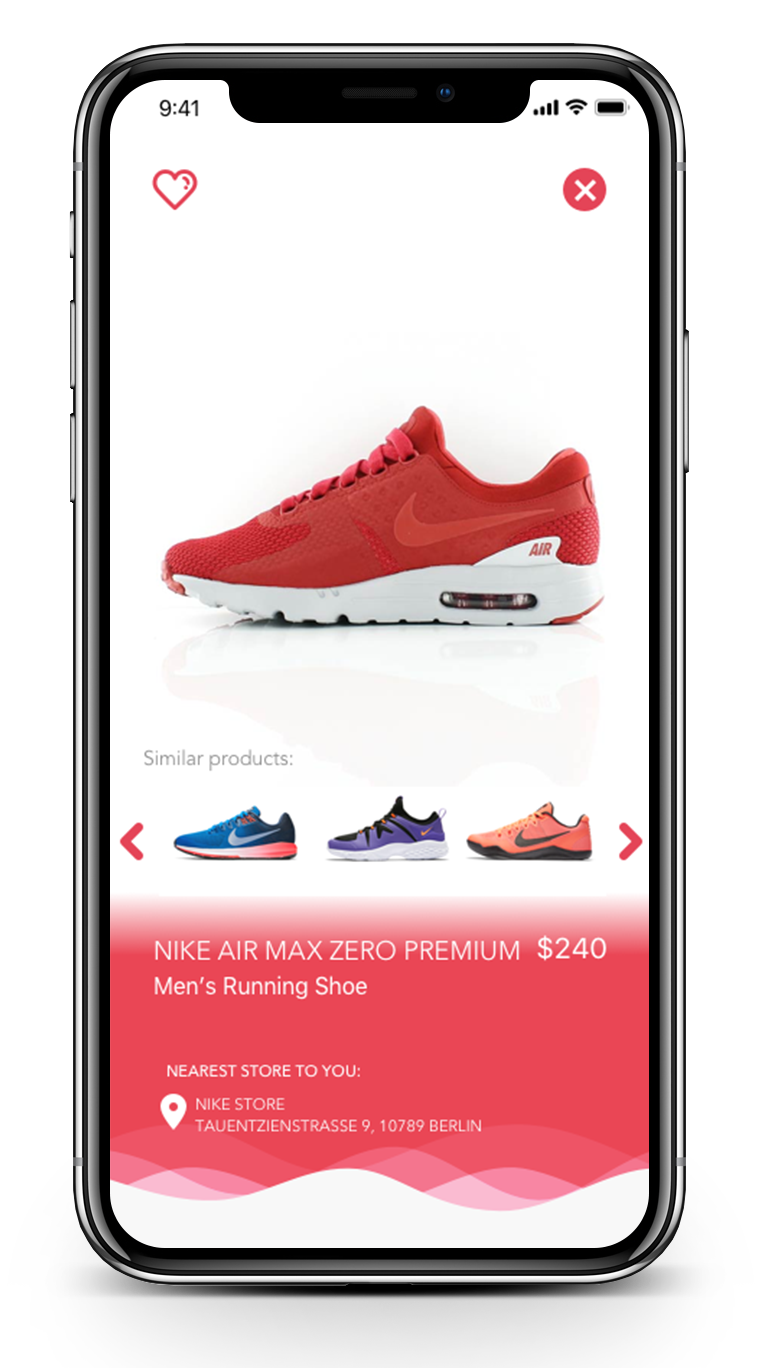 9:41
AIR
Similar products:
NIKE AIR MAX ZERO PREMIUM $240
Men’s Running Shoe
NEAREST STORE TO YOU:
NIKE STORE
TAUENTZIENSTRASSE 9, 10789 BERLIN